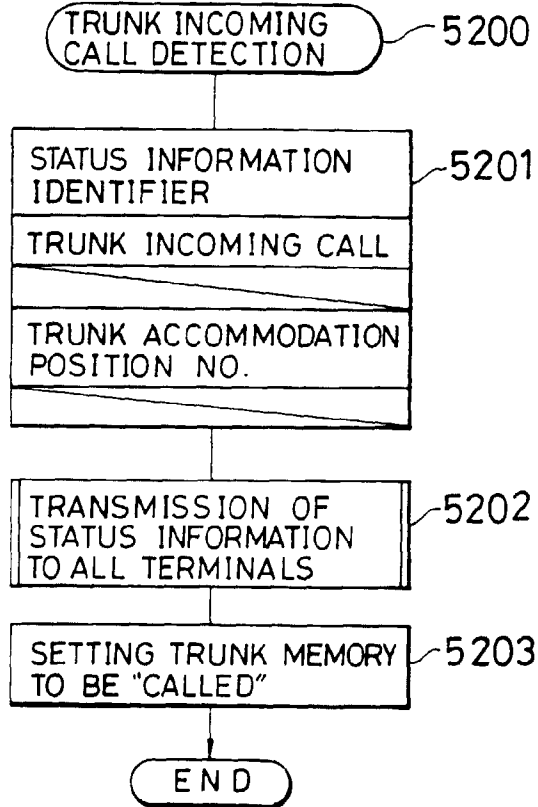 TRUNK INCOMING
CALL DETECTION
5200
STATUS INFORMATION
IDENTIFIER
5201
TRUNK INCOMING CALL
TRUNK ACCOMMODATION
POSITION NO.
TRANSMISSION OF
STATUS INFORMATION
TO ALL TERMINALS
5202
SETTING TRUNK MEMORY
TO BE "CALLED"
5203
END